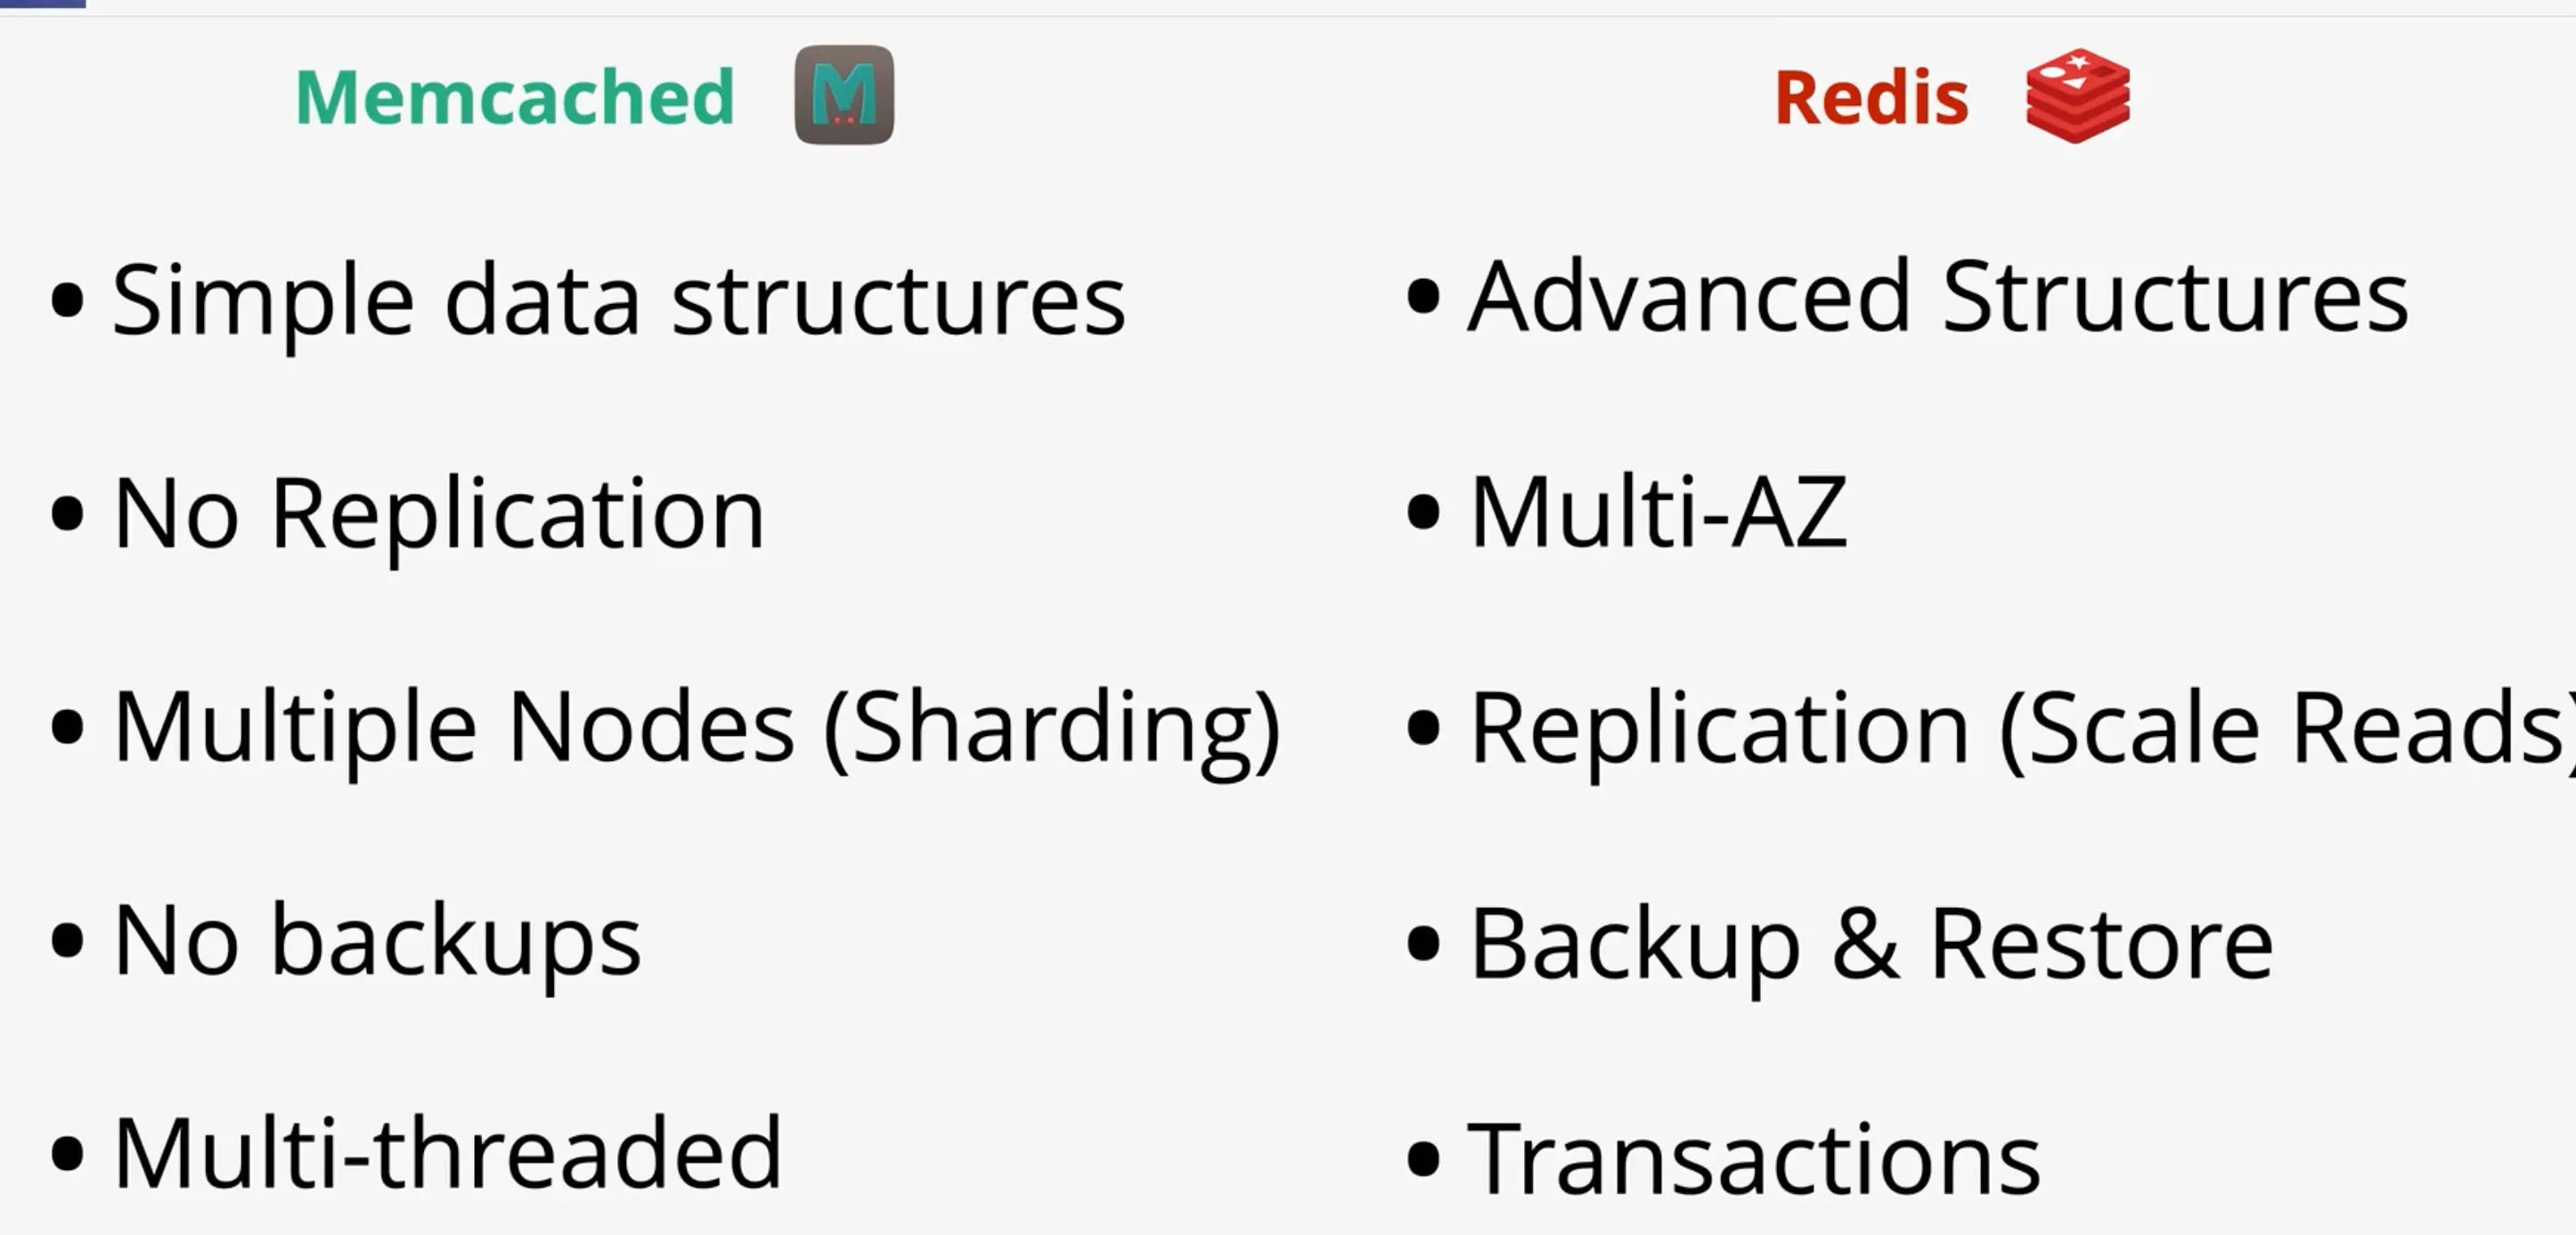 Memcached
• Simple data structures
• No Replication
• Multiple Nodes (Sharding)
• No backups
• Multi-threaded
Redis
• Advanced Structures
• Multi-AZ
• Replication (Scale Reads)
• Backup & Restore
• Transactions